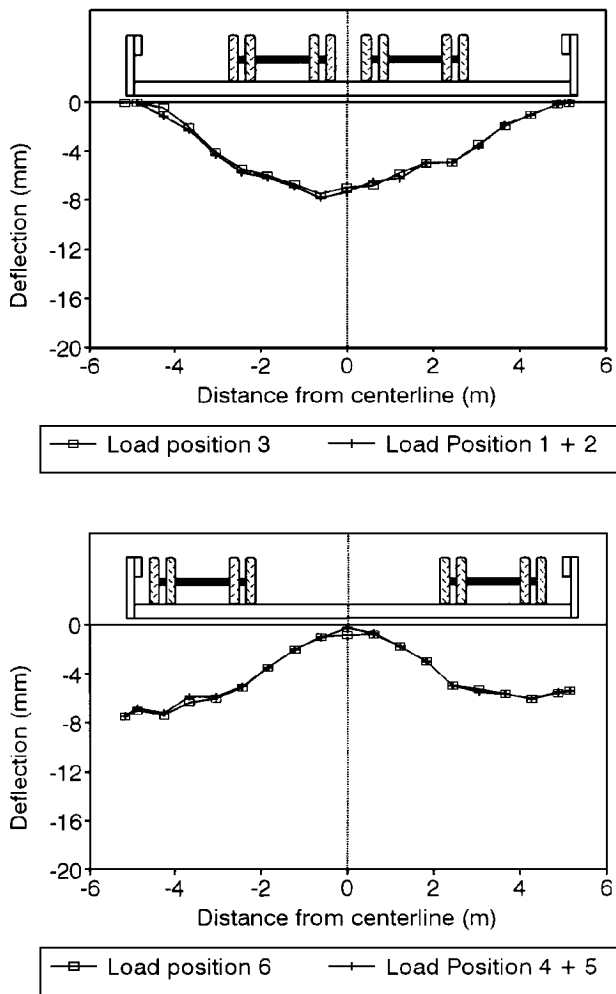 0
-4
-8
-12
-16
-20
Deflection (mm)
-6 -4 -2 0 2 4 6
Distance from centerline (m)
Load position 3 Load Position 1 + 2
0
-4
-8
-12
-16
-20
Deflection (mm)
-6 -4 -2 0 2 4 6
Distance from centerline (m)
Load position 6 Load Position 4 + 5